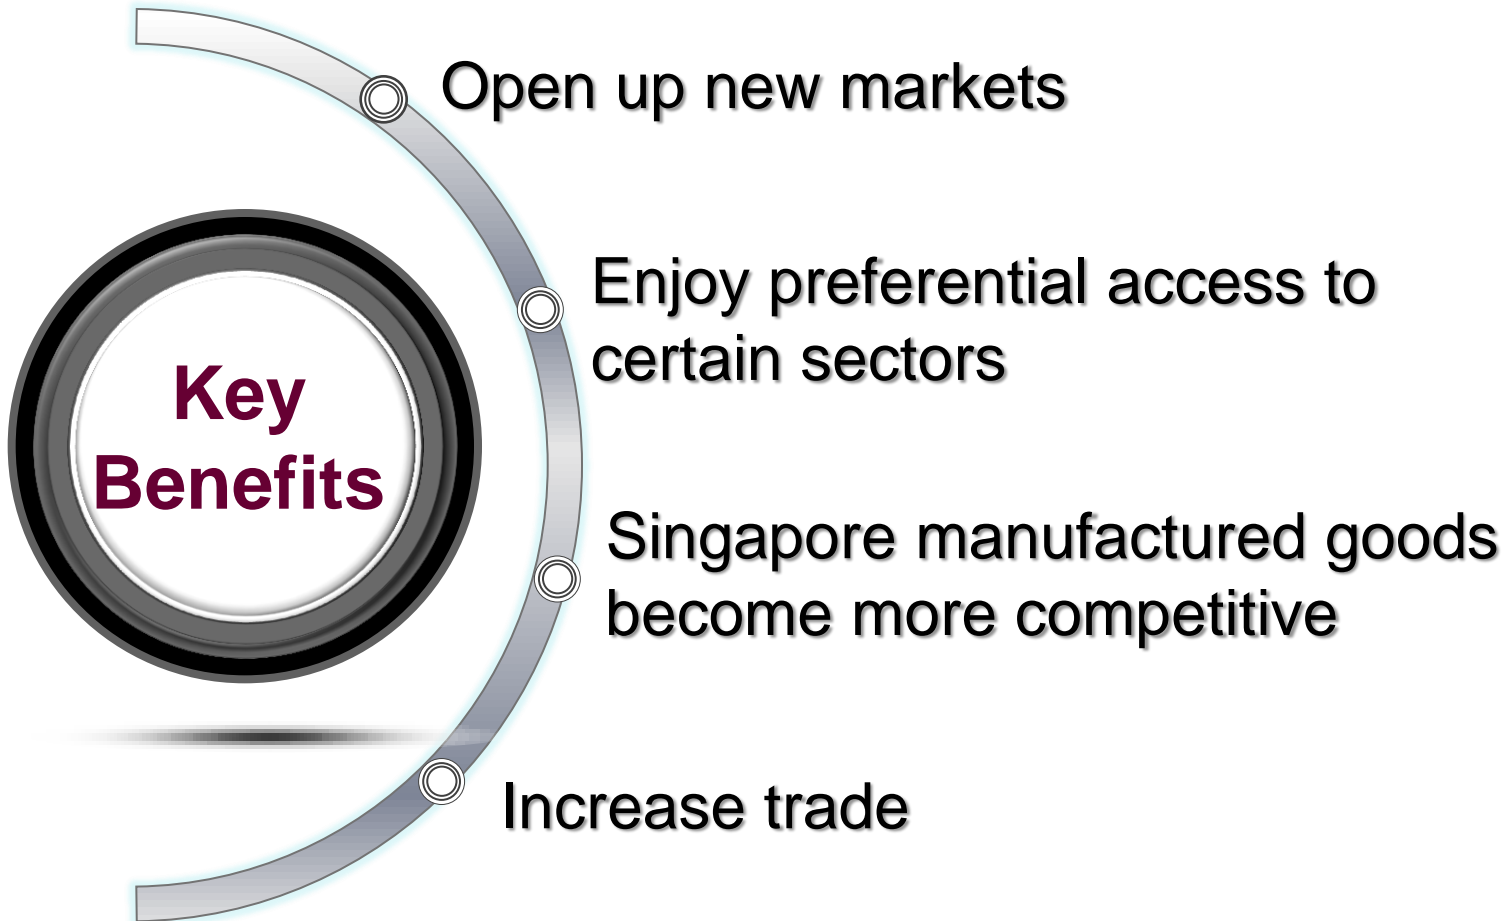 Open up new markets
Enjoy preferential access to
certain sectors
Key
Benefits
Singapore manufactured goods
become more competitive
Increase trade